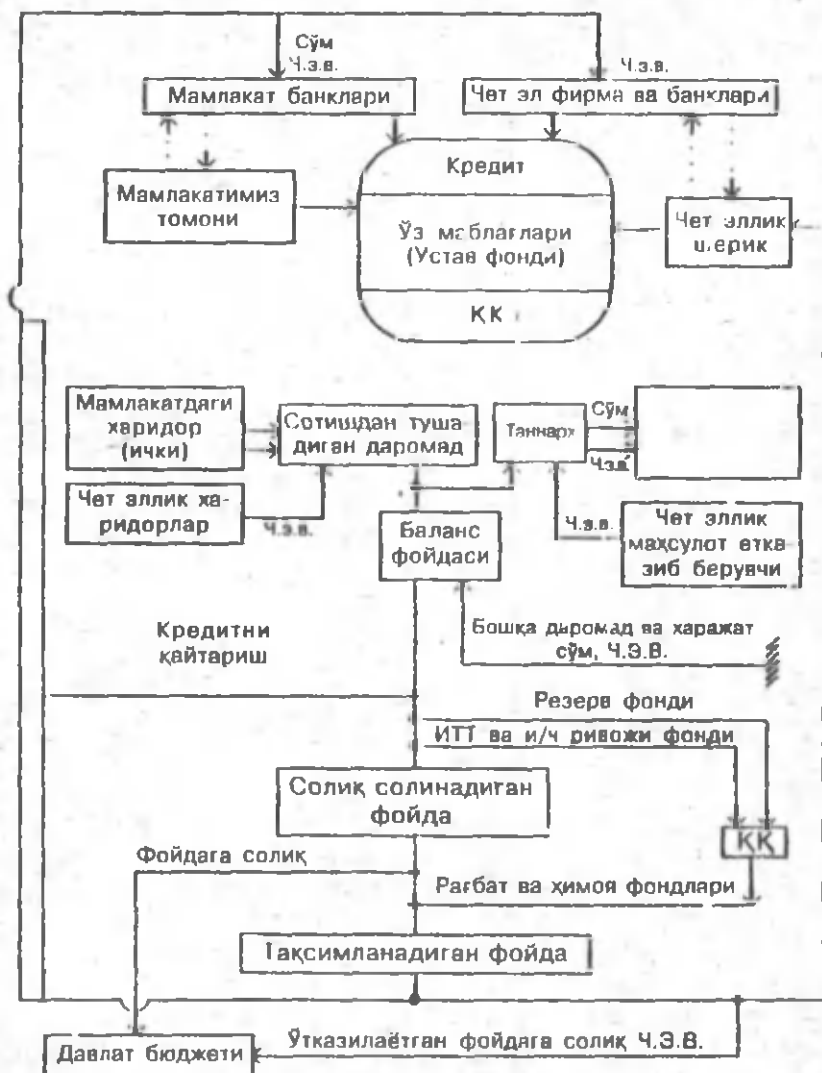 Сўм
Ч.э.в.
Ч.э.в.
Мамлакат банклари
Чет эл фирма ва банклари
Кредит
Мамлакатимиз
томони
Ўз маблағлари
(Устав фонди)
Чет эллик
шерик
ҚК
Мамлакатдаги
харидор
(ички)
Сотишдан туша
диган даромад
Таннарх
Сўм
Ч.э.в.
Чет эллик ха-
ридорлар
Ч.э.в.
Баланс
фойдаси
Ч.э.в.
Чет эллик
маҳсулот етка
зиб берувчи
Кредитни
қайтариш
Бошқа даромад ва харажат
сўм, Ч.Э.В.
Резерв фонди
ИТТ ва и/ч ривожи фонди
Солиқ солинадиган
фойда
ҚҚ
Фойдага солиқ
Рағбат ва ҳимоя фондлари
Тақсимланадиган фойда
Ўтказилаётган фойдага солиқ Ч.Э.В.
Давлат бюджети